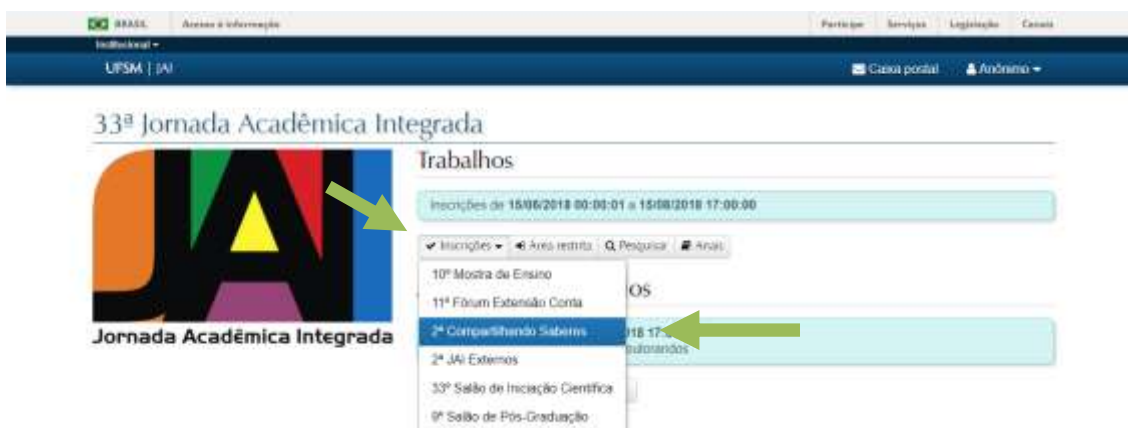 BRASIL Acesso à informação Participe Serviços Legislação Canais
Institucional
UFSM | JAI Caixa postal Anônimo
33ª Jornada Acadêmica Integrada
Jornada Acadêmica Integrada
Trabalhos
Inscrições de 15/06/2018 00:00:01 a 15/08/2018 17:00:00
Inscrições Área restrita Pesquisar Anais
10ª Mostra de Ensino
11º Fórum Extensão Conta
2ª Compartilhando Saberes
2ª JAI Externos
33º Salão de Iniciação Científica
9º Salão de Pós-Graduação
os